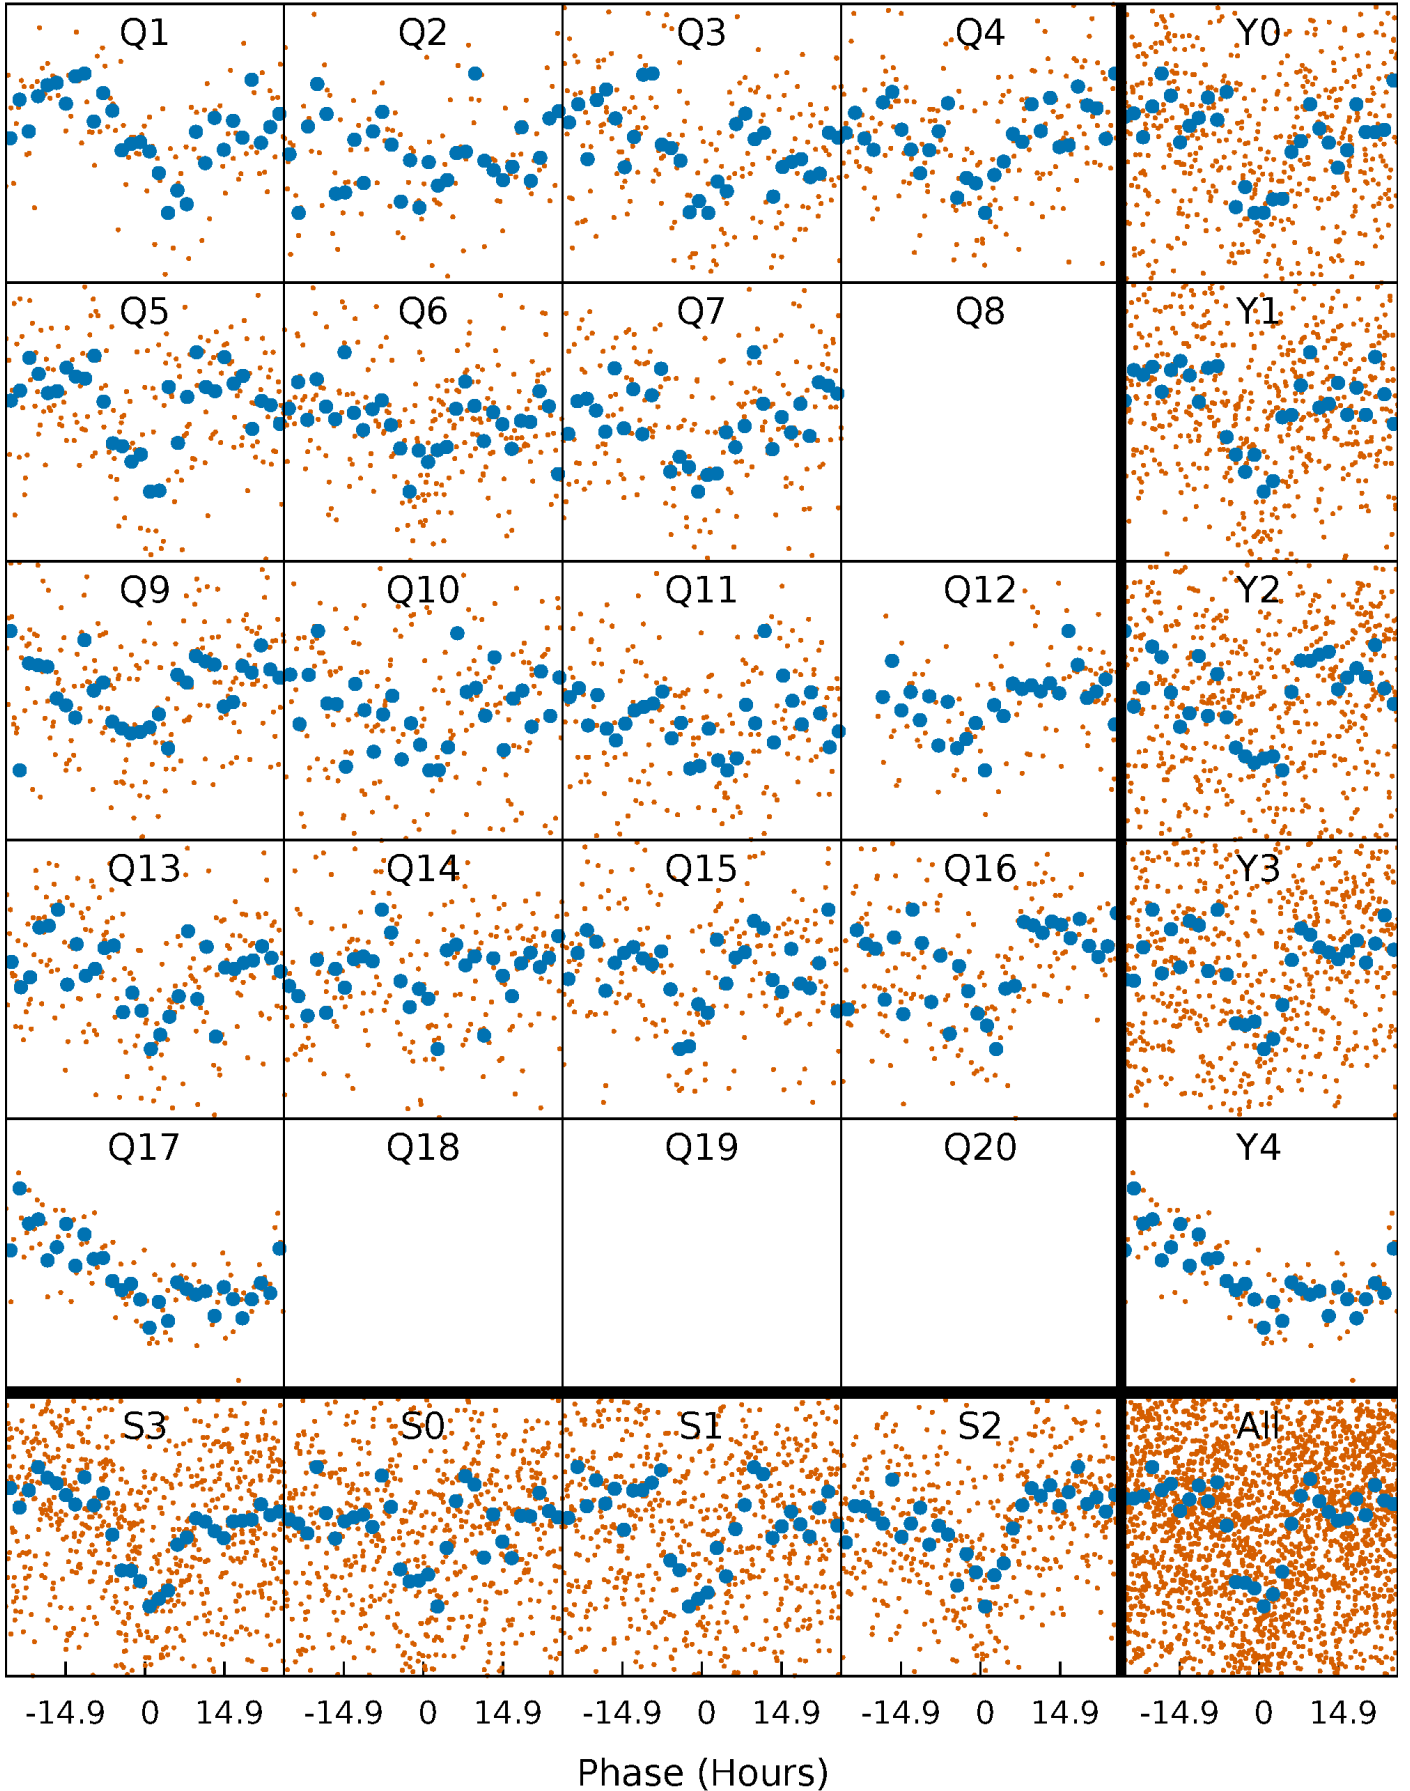 Q1 Q2 Q3 Q4 Y0
Q5 Q6 Q7 Q8 Y1
Q9 Q10 Q11 Q12 Y2
Q13 Q14 Q15 Q16 Y3
Q17 Q18 Q19 Q20 Y4
S3 S0 S1 S2 All
-14.9 0 14.9 -14.9 0 14.9 -14.9 0 14.9 -14.9 0 14.9 -14.9 0 14.9
Phase (Hours)